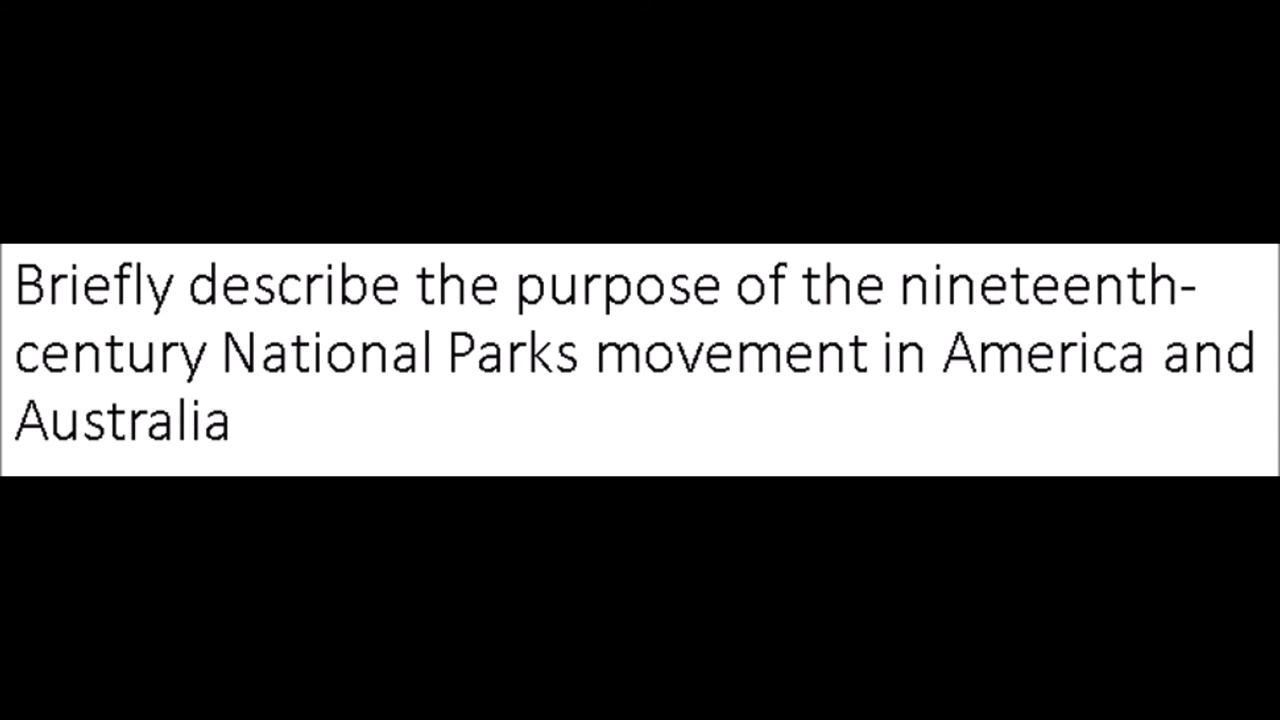 Briefly describe the purpose of the nineteenth-
century National Parks movement in America and
Australia